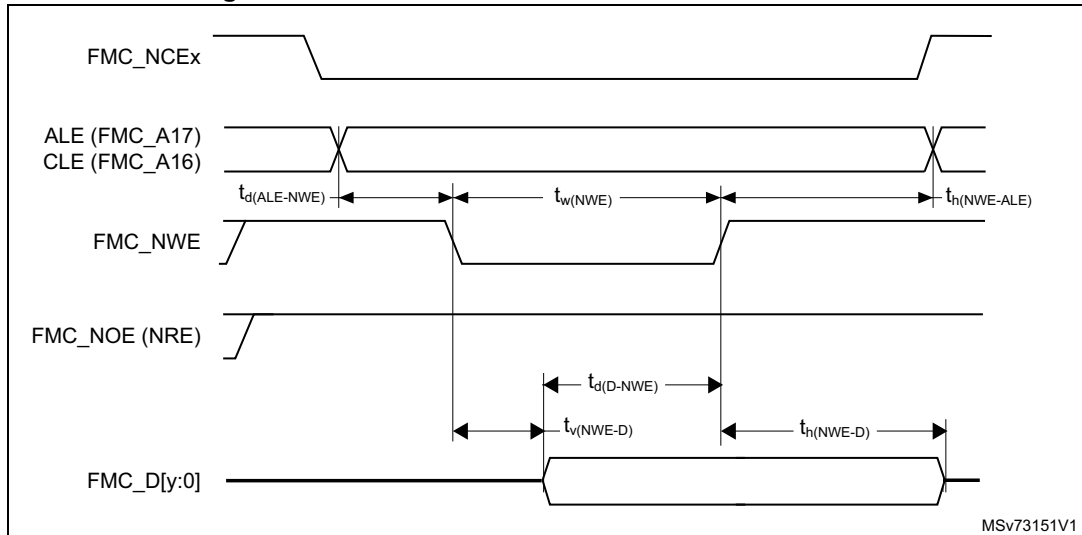 FMC_NCEx
ALE (FMC_A17)
CLE (FMC_A16)
td(ALE-NWE)
tw(NWE)
th(NWE-ALE)
FMC_NWE
FMC_NOE (NRE)
td(D-NWE)
tv(NWE-D)
th(NWE-D)
FMC_D[y:0]
MSv73151V1